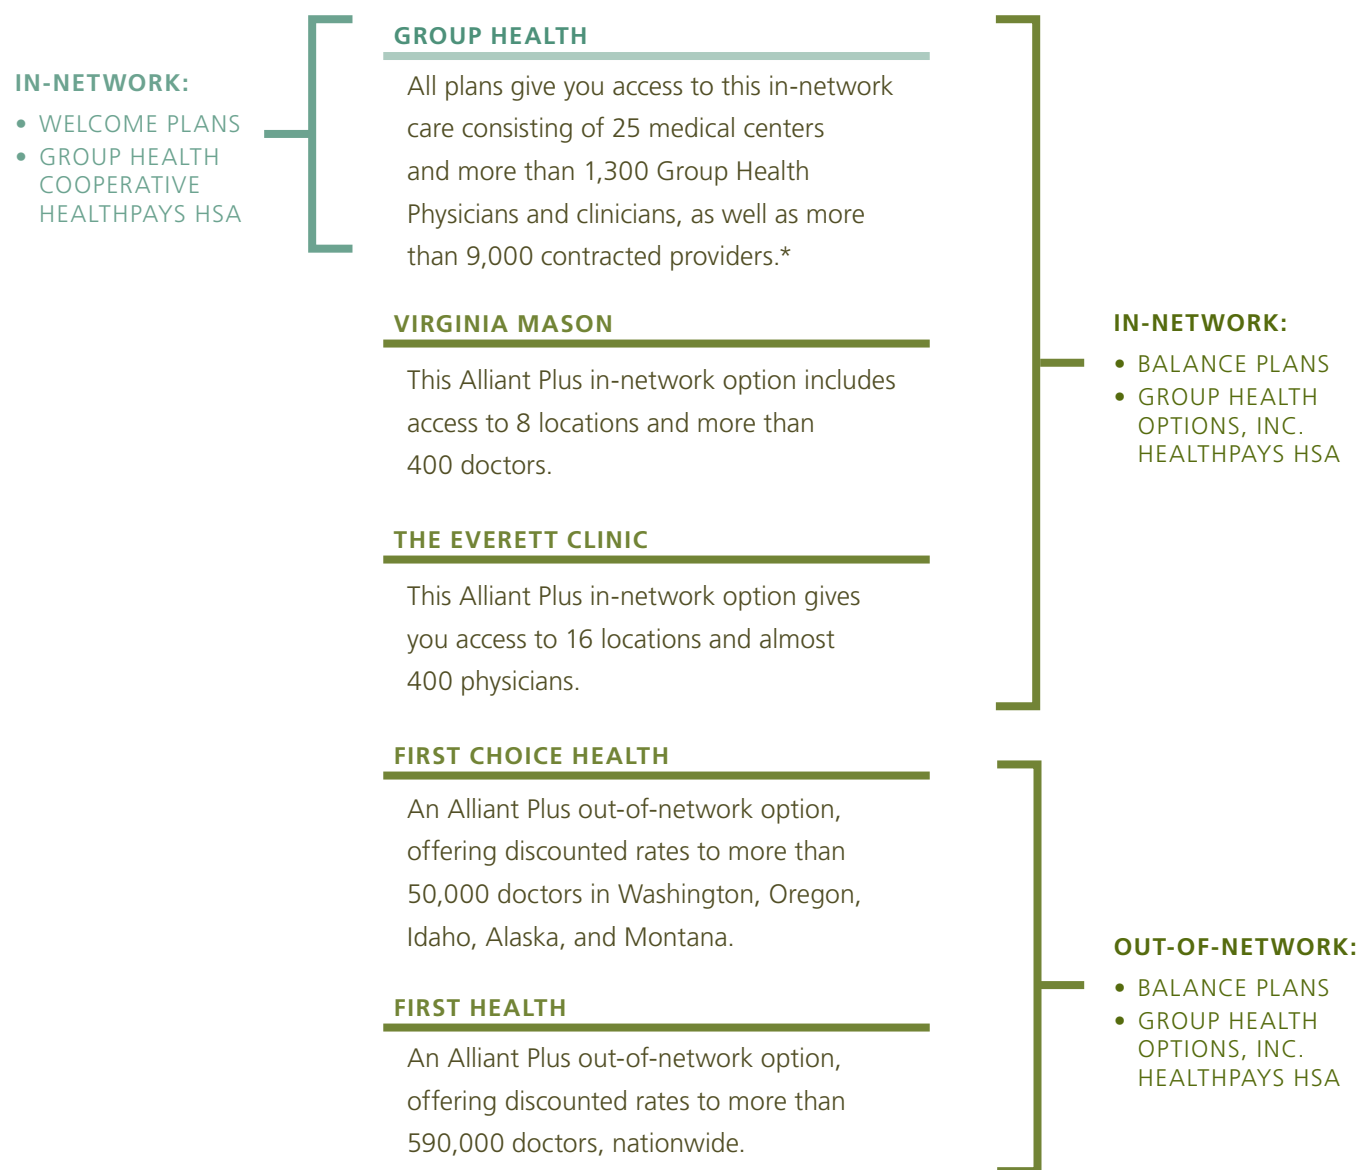 IN-NETWORK:
• WELCOME PLANS
• GROUP HEALTH
COOPERATIVE
HEALTHPAYS HSA
GROUP HEALTH
All plans give you access to this in-network
care consisting of 25 medical centers
and more than 1,300 Group Health
Physicians and clinicians, as well as more
than 9,000 contracted providers.*
VIRGINIA MASON
This Alliant Plus in-network option includes
access to 8 locations and more than
400 doctors.
THE EVERETT CLINIC
This Alliant Plus in-network option gives
you access to 16 locations and almost
400 physicians.
IN-NETWORK:
• BALANCE PLANS
• GROUP HEALTH
OPTIONS, INC.
HEALTHPAYS HSA
FIRST CHOICE HEALTH
An Alliant Plus out-of-network option,
offering discounted rates to more than
50,000 doctors in Washington, Oregon,
Idaho, Alaska, and Montana.
FIRST HEALTH
An Alliant Plus out-of-network option,
offering discounted rates to more than
590,000 doctors, nationwide.
OUT-OF-NETWORK:
• BALANCE PLANS
• GROUP HEALTH
OPTIONS, INC.
HEALTHPAYS HSA